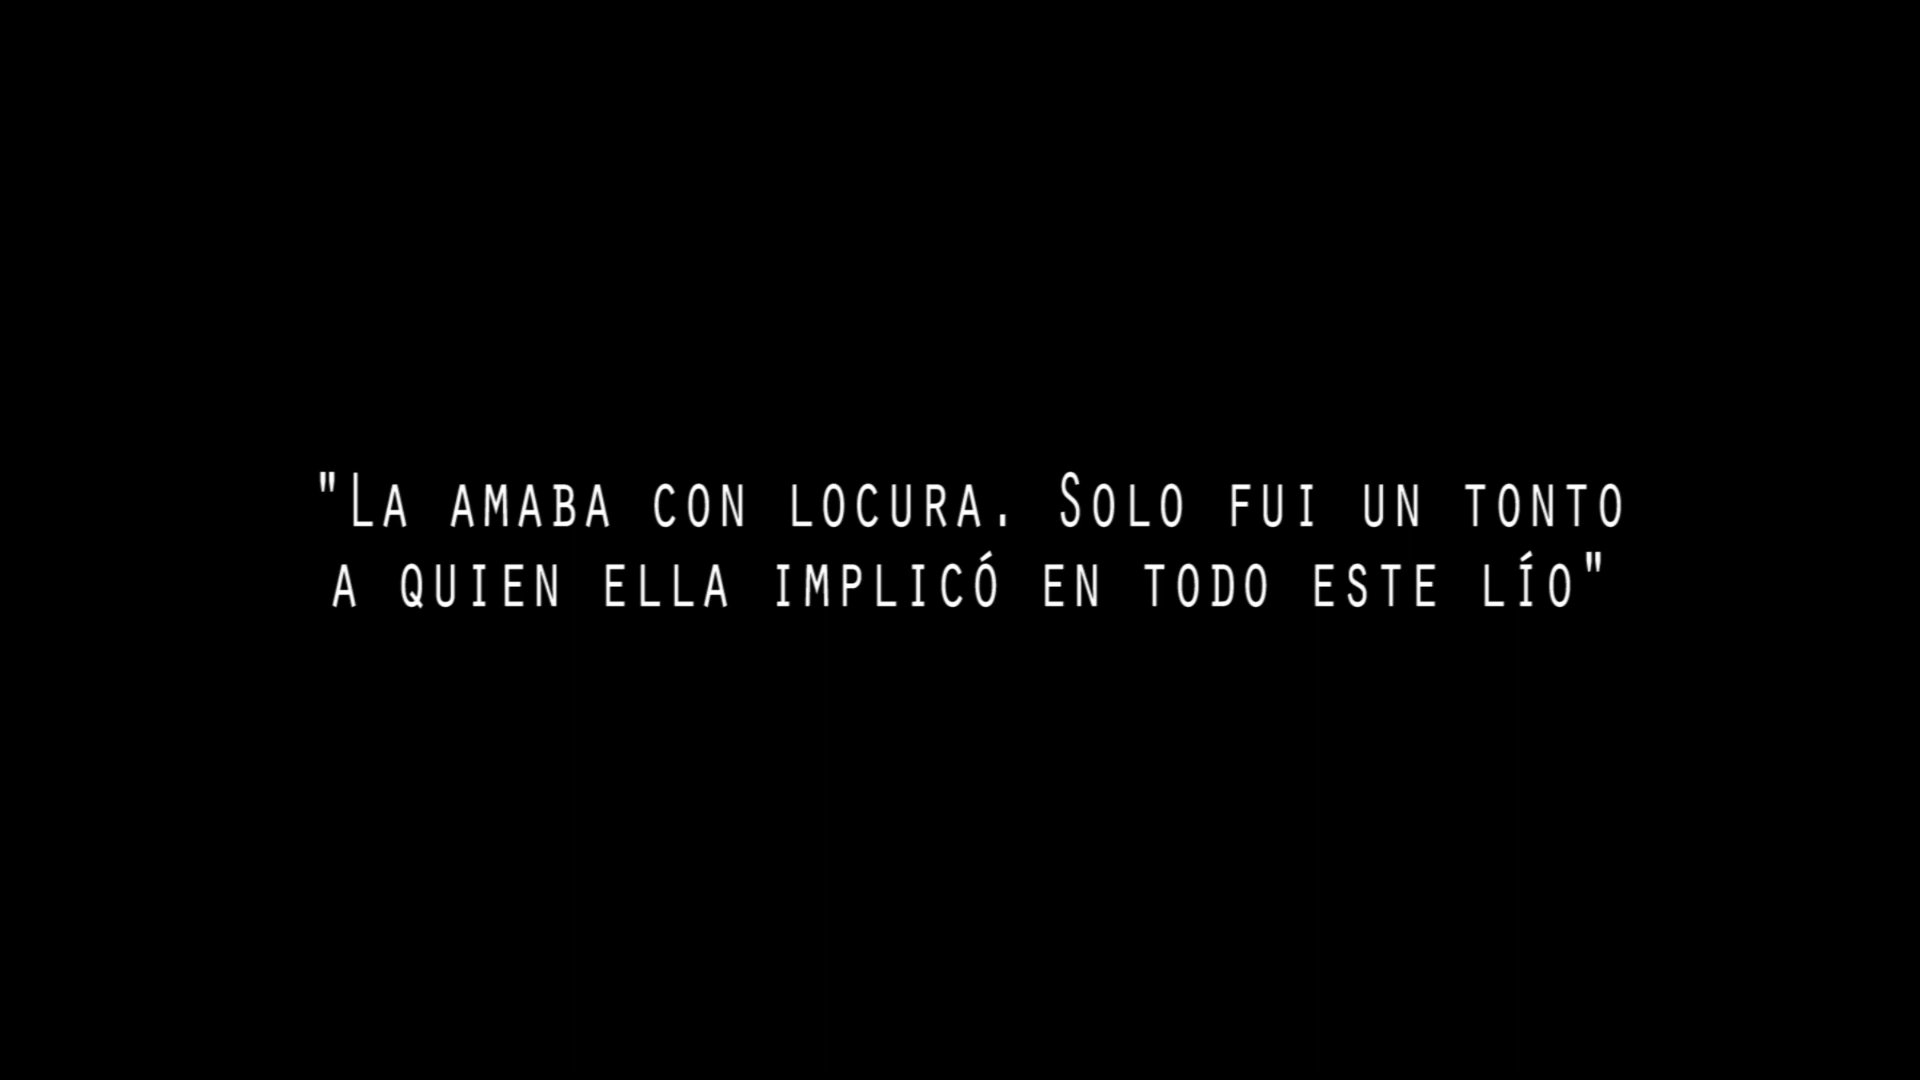 "La amaba con locura. Solo fui un tonto
a quien ella implicó en todo este lío"